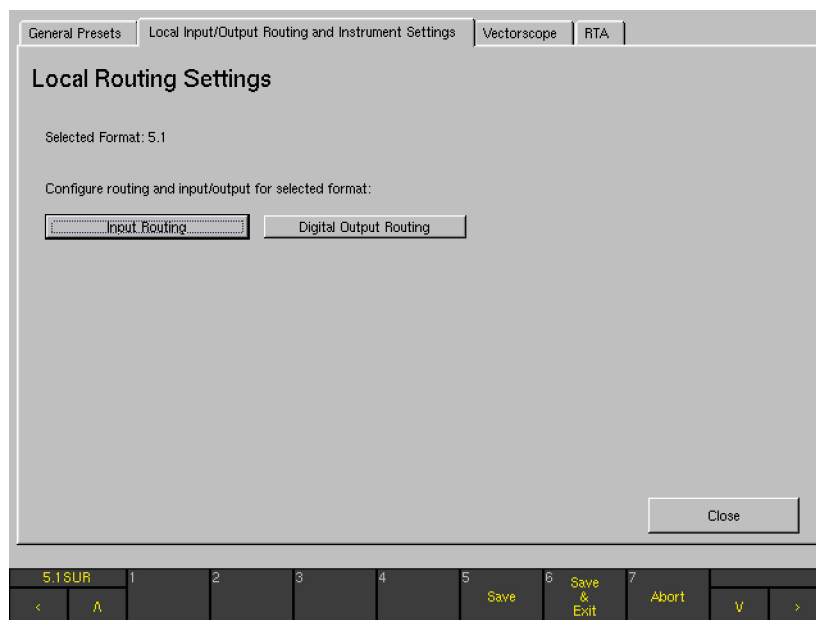 General Presets Local Input/Output Routing and Instrument Settings Vectorscope RTA
Local Routing Settings
Selected Format: 5.1
Configure routing and input/output for selected format:
Input Routing Digital Output Routing
Close
5.1SUR 1 2 3 4 5 Save 6 Save & Exit 7 Abort
< Λ V >